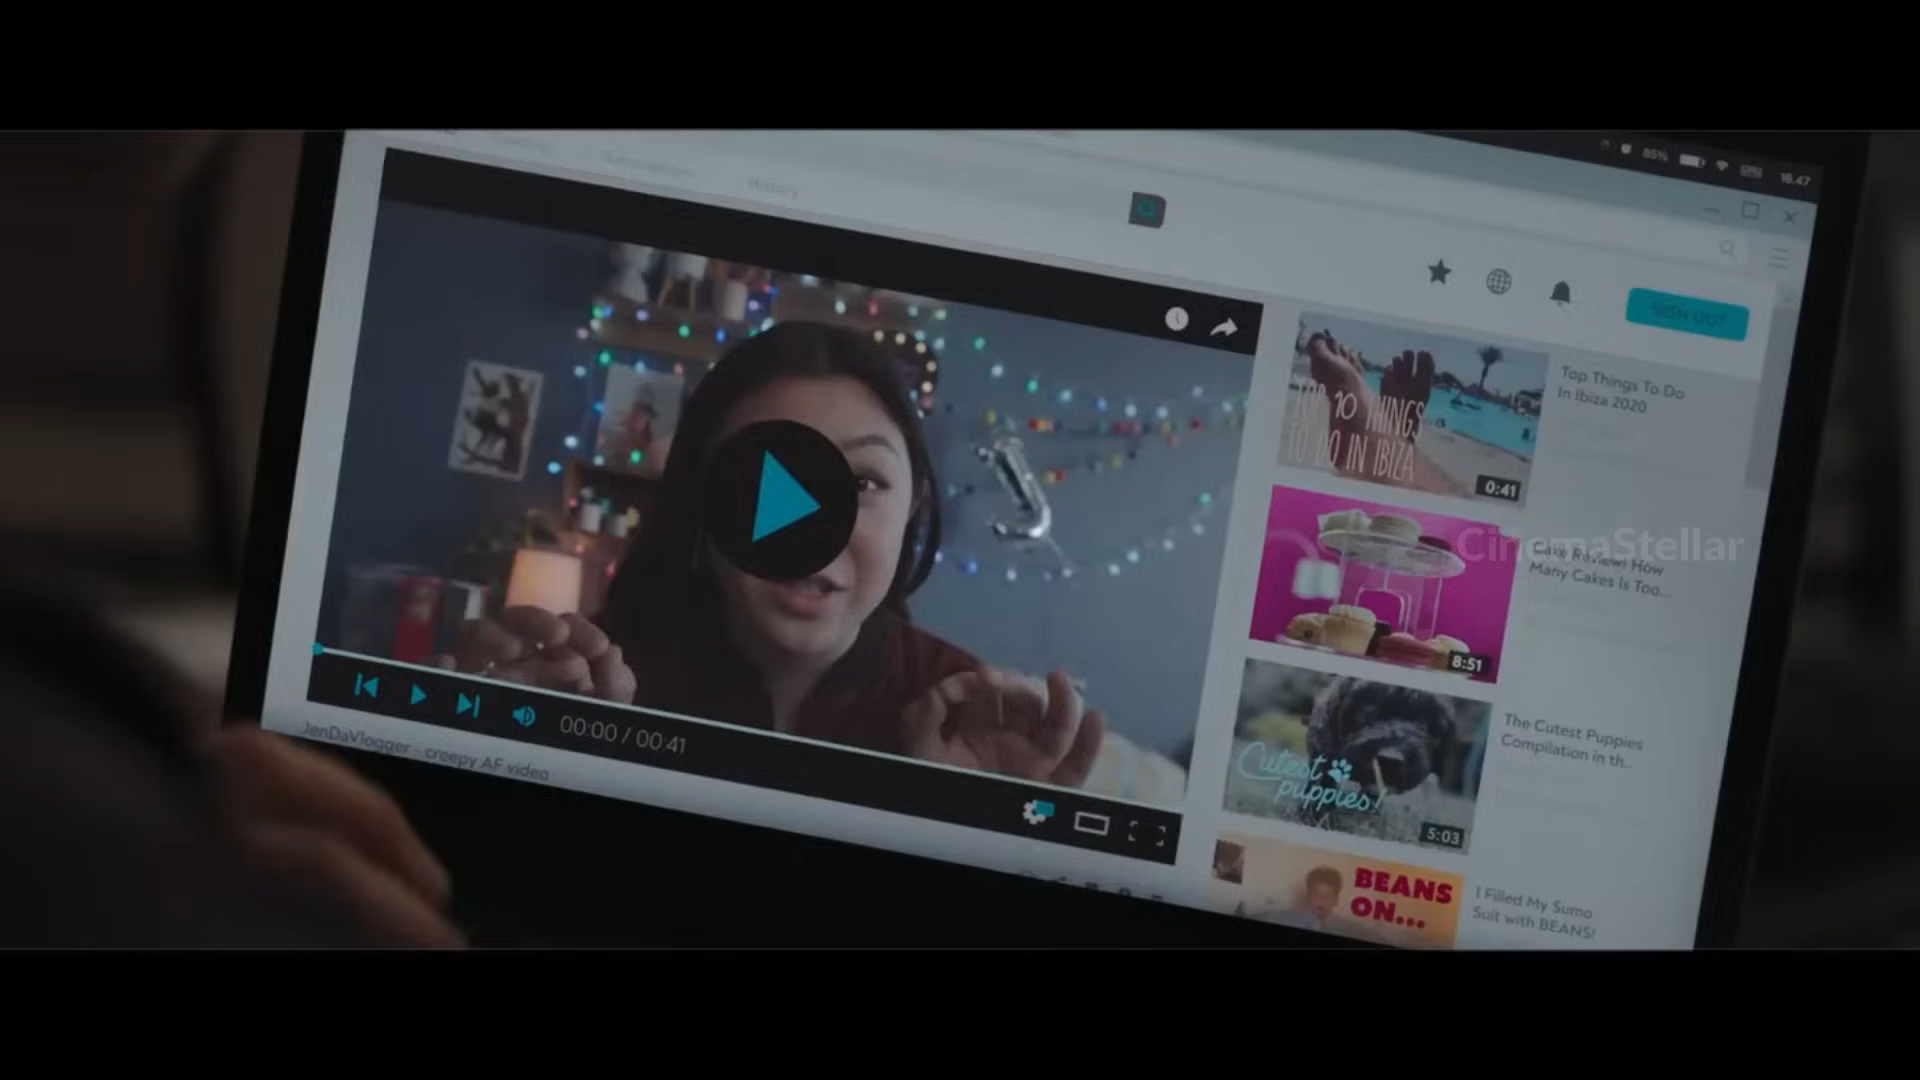 History
85%
16.47
SIGN OUT
TOP 10 THINGS
TO DO IN IBIZA
0:41
Top Things To Do
In Ibiza 2020
8:51
Cake Review! How
Many Cakes Is Too...
CinemaStellar
Cutest
puppies!
5:03
The Cutest Puppies
Compilation in th..
BEANS
ON...
I Filled My Sumo
Suit with BEANS!
00:00 / 00:41
JenDaVlogger - creepy AF video